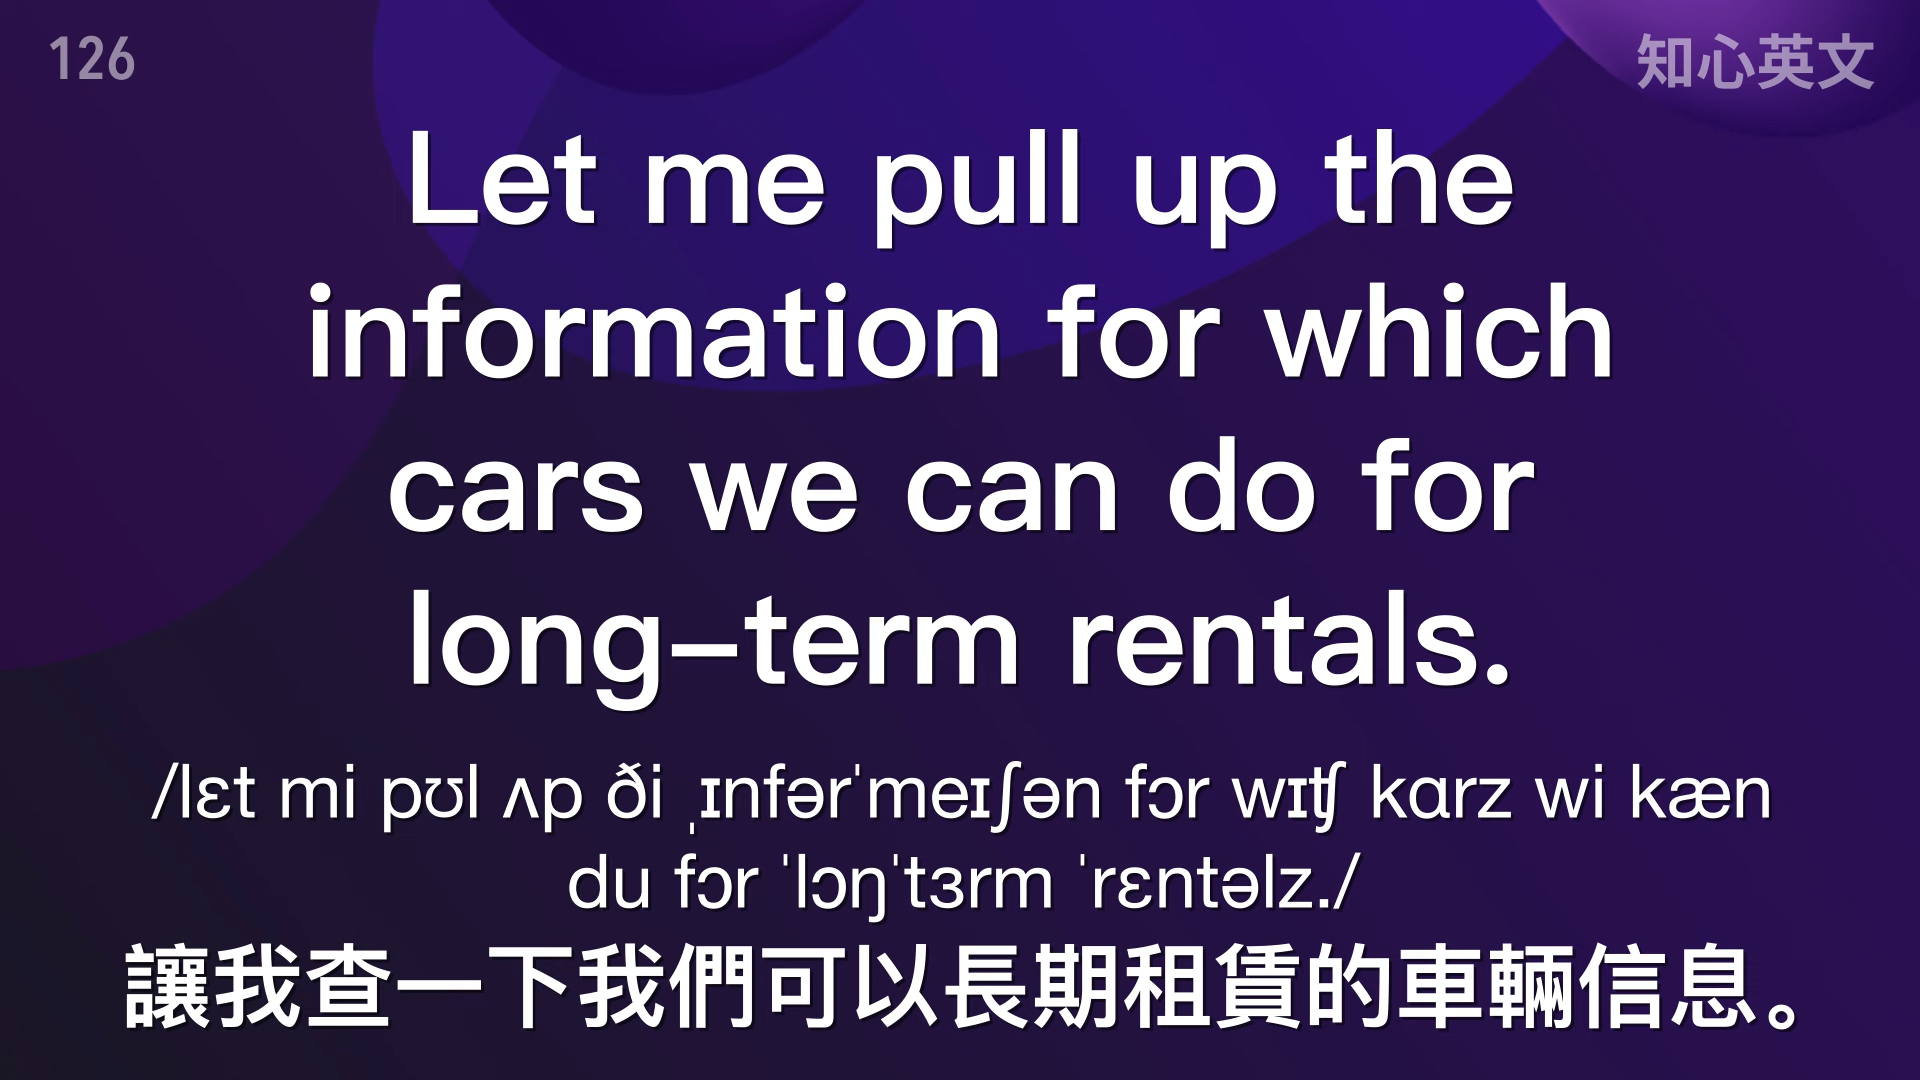 126
知心英文
Let me pull up the
information for which
cars we can do for
long-term rentals.
/lɛt mi pʊl ʌp ði ˌɪnfərˈmeɪʃən fɔr wɪʧ kɑrz wi kæn
du fɔr ˈlɔŋˈtɜrm ˈrɛntəlz./
讓我查一下我們可以長期租賃的車輛信息。